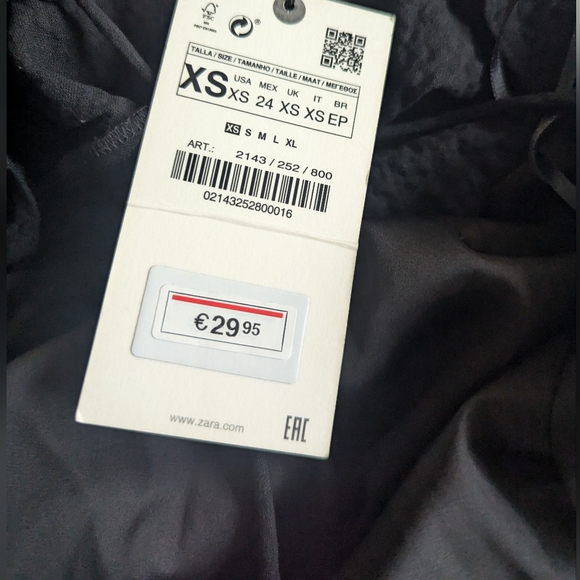 FSC
®
TALLA / SIZE / TAMANHO / TAILLE / MAAT / ΜΕΓΕΘΟΣ
XS USA MEX UK IT BR
XS 24 XS XS EP
XS S M L XL
ART.: 2143 / 252 / 800
02143252800016
€29 95
www.zara.com
EAC